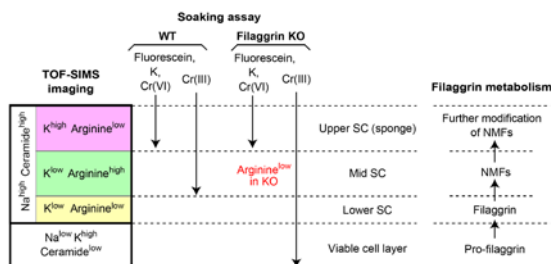 Soaking assay
WT
Filaggrin KO
Fluorescein,
K,
Cr(VI)
Cr(III)
Fluorescein,
K,
Cr(VI)
Cr(III)
TOF-SIMS
imaging
Filaggrin metabolism
Na^high Ceramide^high
K^high Arginine^low
Upper SC (sponge)
Further modification
of NMFs
K^low Arginine^high
Arginine^low
in KO
Mid SC
NMFs
K^low Arginine^low
Lower SC
Filaggrin
Na^low K^high
Ceramide^low
Viable cell layer
Pro-filaggrin